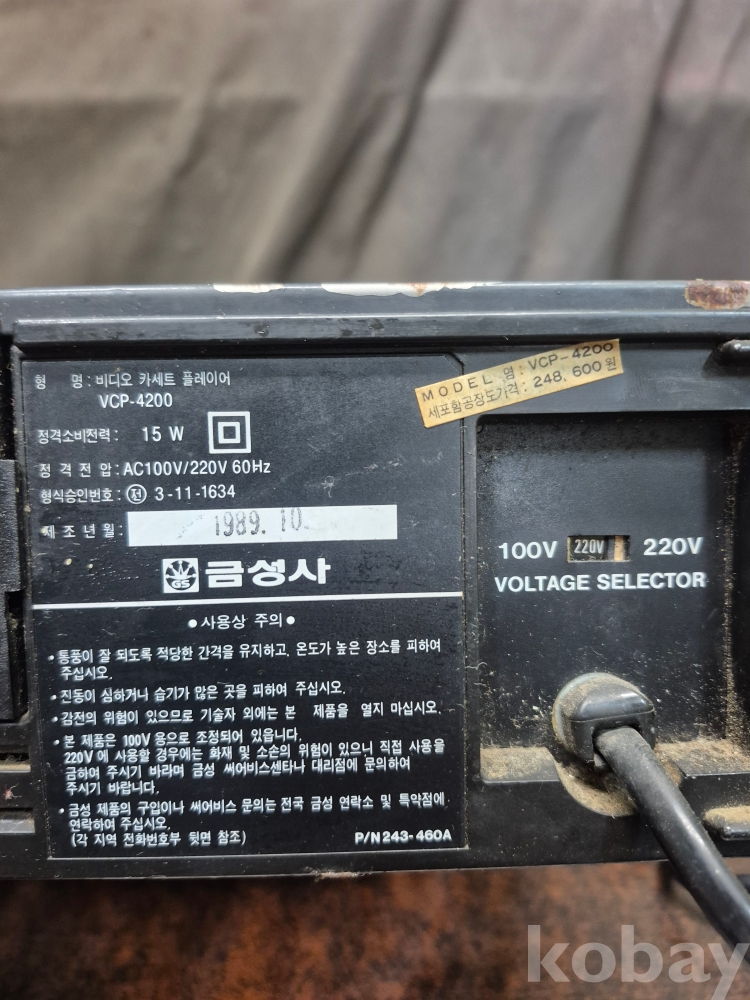 형 명 : 비디오 카세트 플레이어
VCP-4200
정격소비전력 : 15 W
정 격 전 압 : AC100V/220V 60Hz
형식승인번호 : 전 3-11-1634
제 조 년 월 : 1989. 10
GS 금성사
● 사용상 주의 ●
• 통풍이 잘 되도록 적당한 간격을 유지하고, 온도가 높은 장소를 피하여
주십시오.
• 진동이 심하거나 습기가 많은 곳을 피하여 주십시오.
• 감전의 위험이 있으므로 기술자 외에는 본 제품을 열지 마십시오.
• 본 제품은 100V 용으로 조정되어 있읍니다.
220V 에 사용할 경우에는 화재 및 소손의 위험이 있으니 직접 사용을
금하여 주시기 바라며 금성 써어비스센타나 대리점에 문의하여
주시기 바랍니다.
• 금성 제품의 구입이나 써어비스 문의는 전국 금성 연락소 및 특약점에
연락하여 주십시오.
(각 지역 전화번호부 뒷면 참조)
P/N243-460A
MODEL 명 : VCP-4200
세포함공장도가격 : 248,600원
100V 220V 220V
VOLTAGE SELECTOR
kobay